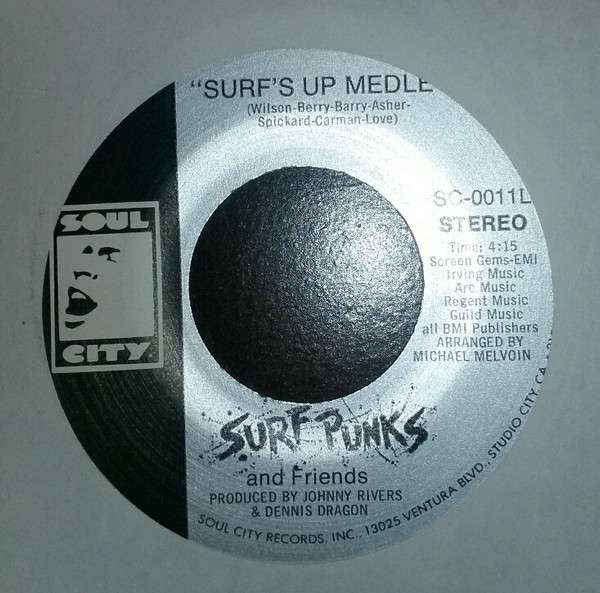 "SURF'S UP MEDLE
(Wilson-Berry-Barry-Asher-
Spickard-Carman-Love)
SC-0011L
STEREO
Time: 4:15
Screen Gems-EMI
Irving Music
Arc Music
Regent Music
Guild Music
all BMI Publishers
ARRANGED BY
MICHAEL MELVOIN
SOUL
CITY
SURF PUNKS
and Friends
PRODUCED BY JOHNNY RIVERS
& DENNIS DRAGON
SOUL CITY RECORDS, INC., 13025 VENTURA BLVD., STUDIO CITY, CA